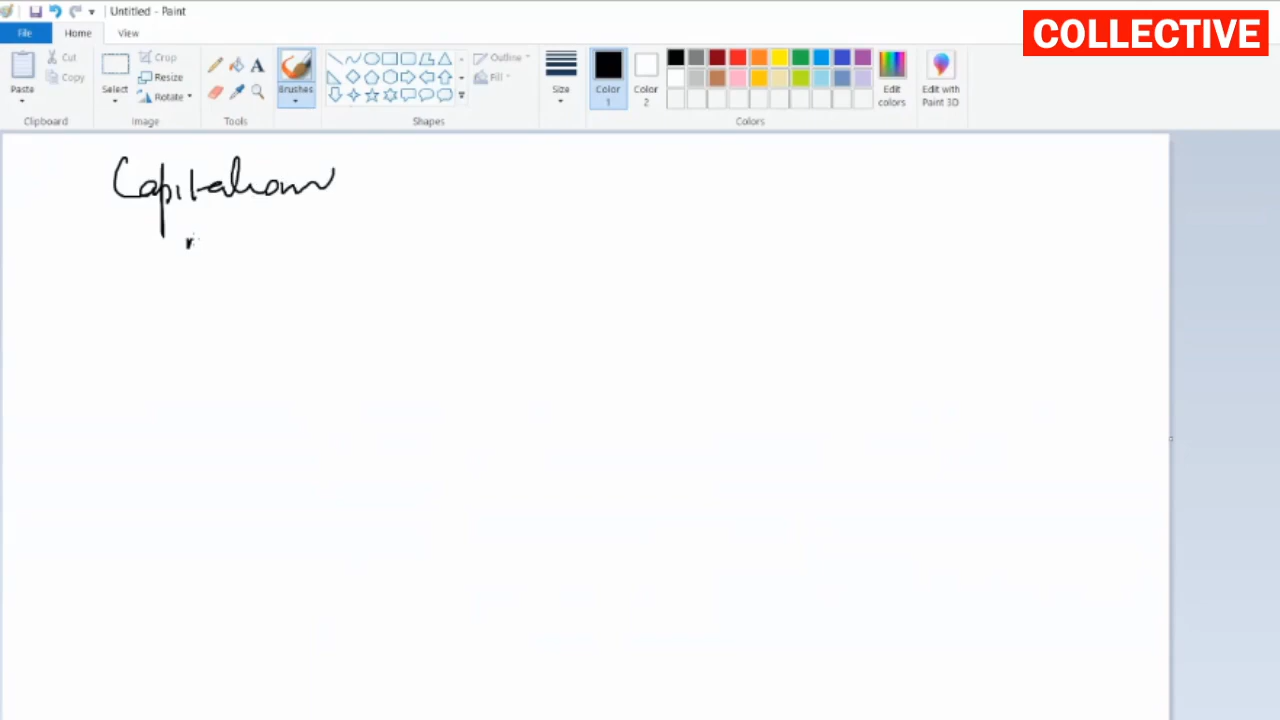 Untitled - Paint
COLLECTIVE
File
Home
View
Cut
Copy
Paste
Clipboard
Crop
Resize
Rotate
Select
Image
Tools
Brushes
Outline
Fill
Shapes
Size
Color 1
Color 2
Edit colors
Edit with Paint 3D
Colors